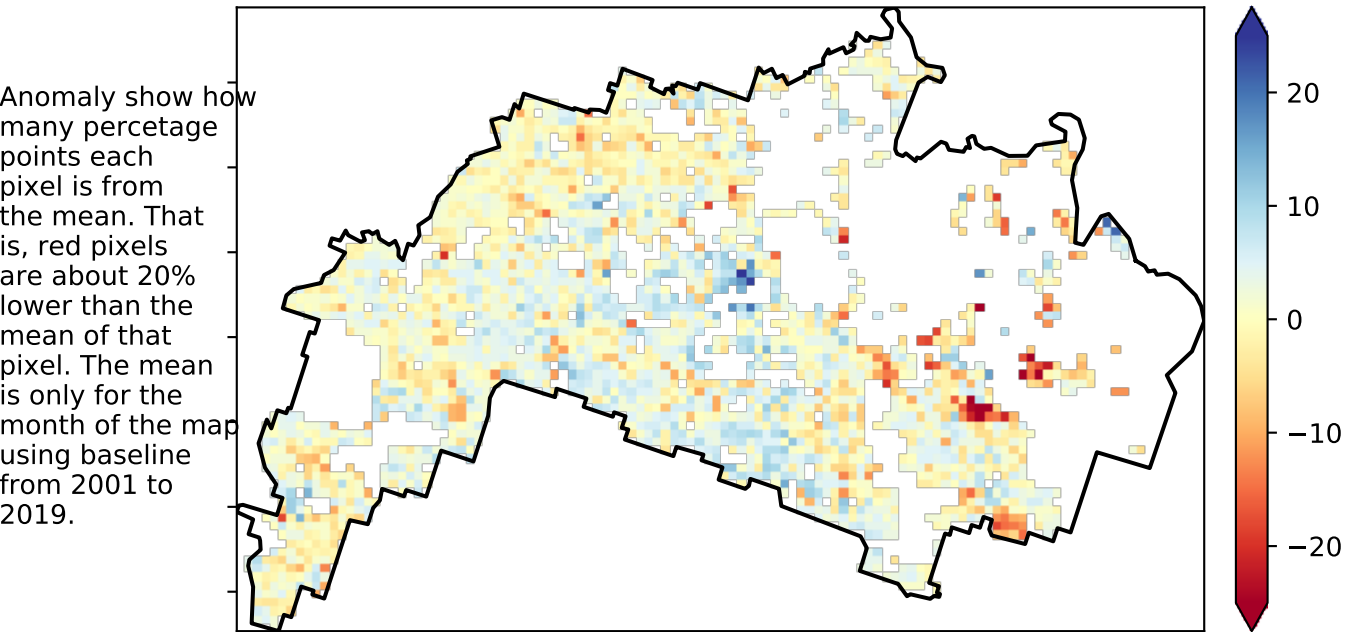 Anomaly show how
many percetage
points each
pixel is from
the mean. That
is, red pixels
are about 20%
lower than the
mean of that
pixel. The mean
is only for the
month of the map
using baseline
from 2001 to
2019.
20
10
0
−10
−20